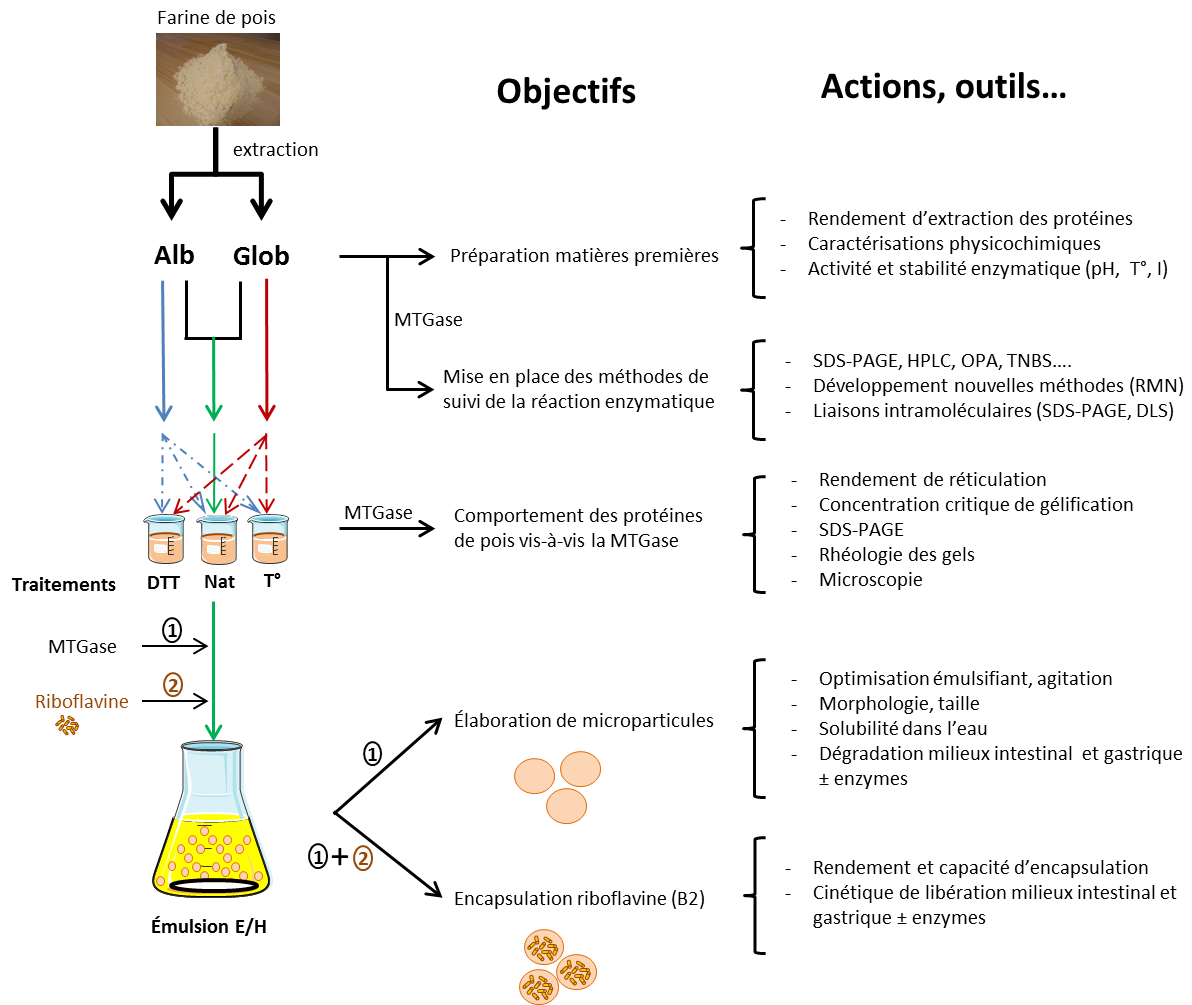 Farine de pois
Objectifs
Actions, outils…
extraction
Alb
Glob
Préparation matières premières
- Rendement d’extraction des protéines
- Caractérisations physicochimiques
- Activité et stabilité enzymatique (pH, T°, I)
MTGase
Mise en place des méthodes de
suivi de la réaction enzymatique
- SDS-PAGE, HPLC, OPA, TNBS….
- Développement nouvelles méthodes (RMN)
- Liaisons intramoléculaires (SDS-PAGE, DLS)
MTGase
Comportement des protéines
de pois vis-à-vis la MTGase
- Rendement de réticulation
- Concentration critique de gélification
- SDS-PAGE
- Rhéologie des gels
- Microscopie
Traitements
DTT
Nat
T°
MTGase
1
Riboflavine
2
Émulsion E/H
1
Élaboration de microparticules
- Optimisation émulsifiant, agitation
- Morphologie, taille
- Solubilité dans l’eau
- Dégradation milieux intestinal et gastrique
± enzymes
1+2
Encapsulation riboflavine (B2)
- Rendement et capacité d’encapsulation
- Cinétique de libération milieux intestinal et
gastrique ± enzymes